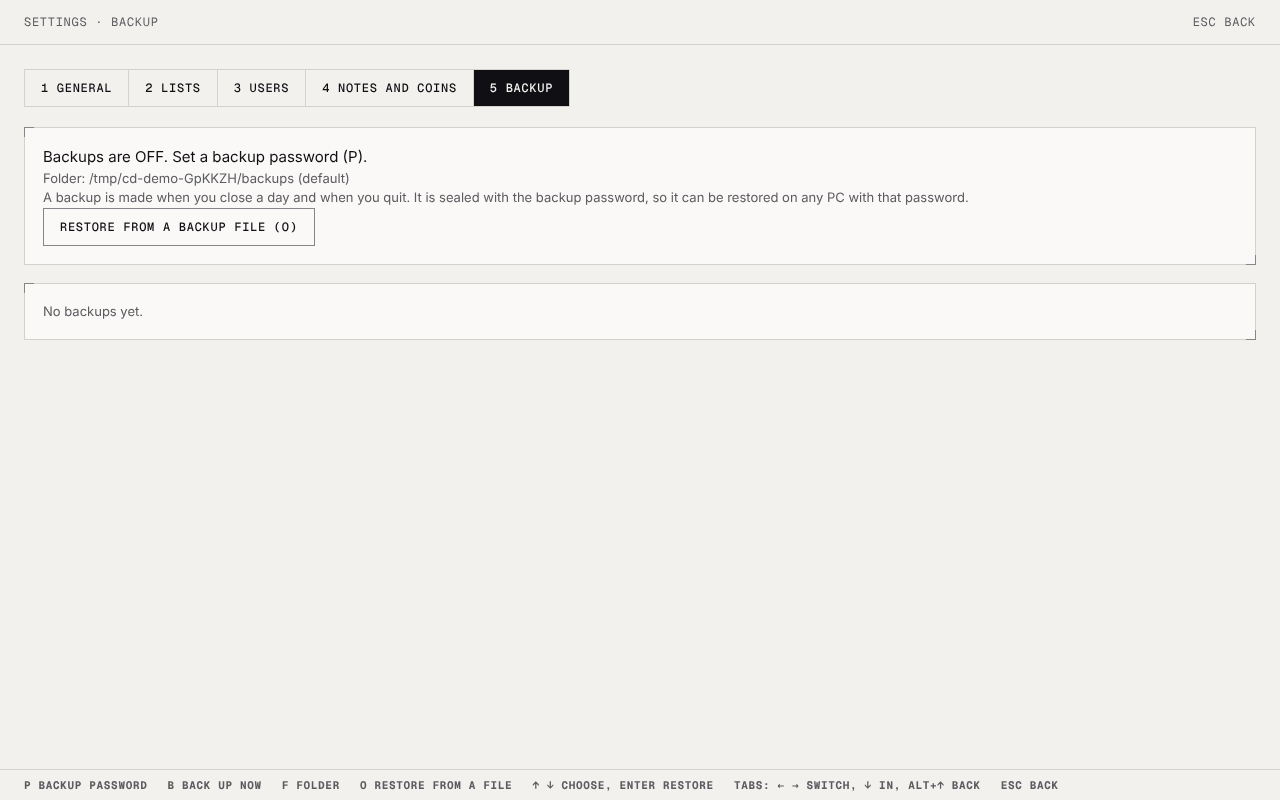 SETTINGS · BACKUP
ESC BACK
1 GENERAL
2 LISTS
3 USERS
4 NOTES AND COINS
5 BACKUP
Backups are OFF. Set a backup password (P).
Folder: /tmp/cd-demo-GpKKZH/backups (default)
A backup is made when you close a day and when you quit. It is sealed with the backup password, so it can be restored on any PC with that password.
RESTORE FROM A BACKUP FILE (O)
No backups yet.
P BACKUP PASSWORD B BACK UP NOW F FOLDER O RESTORE FROM A FILE ↑ ↓ CHOOSE, ENTER RESTORE TABS: ← → SWITCH, ↓ IN, ALT+↑ BACK ESC BACK